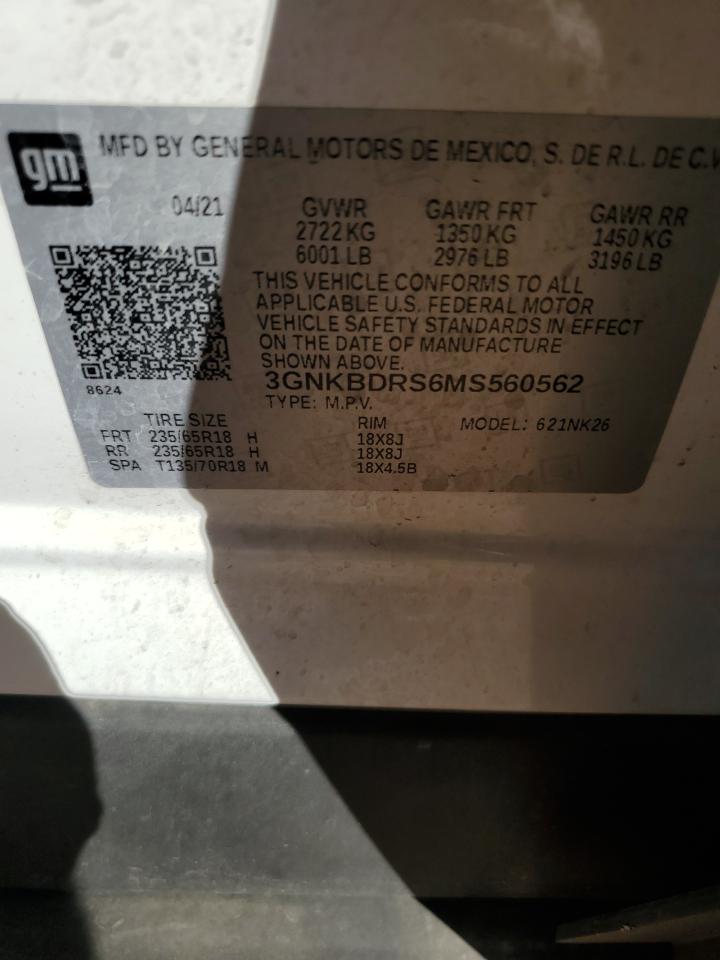 gm MFD BY GENERAL MOTORS DE MEXICO, S. DE R.L. DE C.V
04/21 GVWR GAWR FRT GAWR RR
2722 KG 1350 KG 1450 KG
6001 LB 2976 LB 3196 LB
THIS VEHICLE CONFORMS TO ALL
APPLICABLE U.S. FEDERAL MOTOR
VEHICLE SAFETY STANDARDS IN EFFECT
ON THE DATE OF MANUFACTURE
SHOWN ABOVE.
8624 3GNKBDRS6MS560562
TYPE: M.P.V.
TIRE SIZE RIM MODEL: 621NK26
FRT 235/65R18 H 18X8J
RR 235/65R18 H 18X8J
SPA T135/70R18 M 18X4.5B